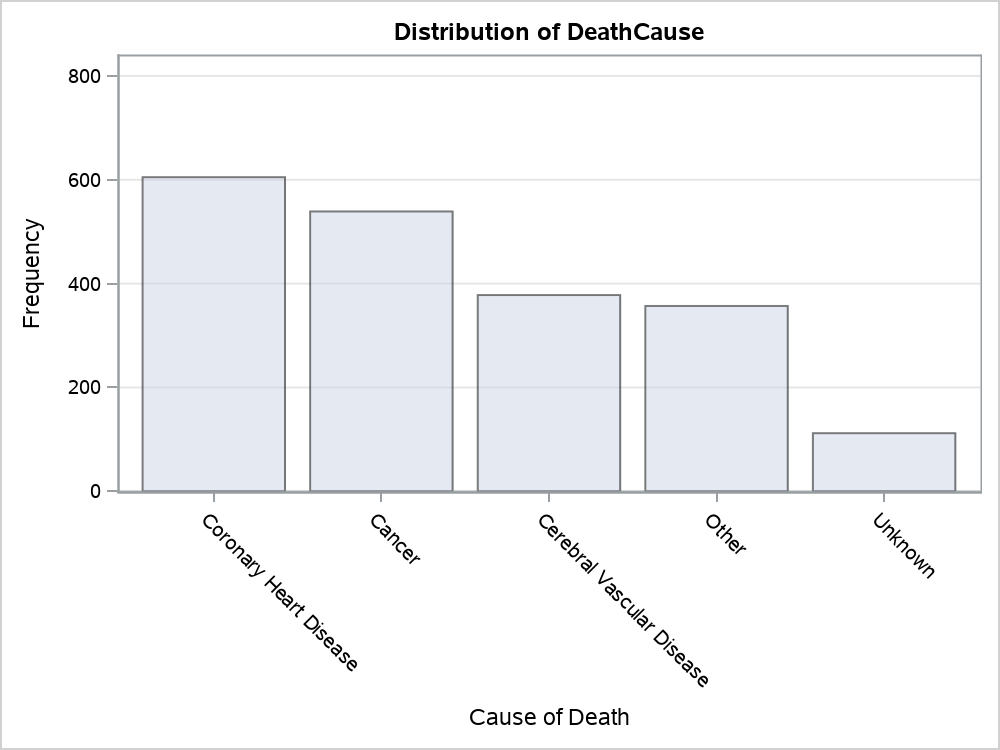 Distribution of DeathCause
Frequency
800
600
400
200
0
Coronary Heart Disease
Cancer
Cerebral Vascular Disease
Other
Unknown
Cause of Death